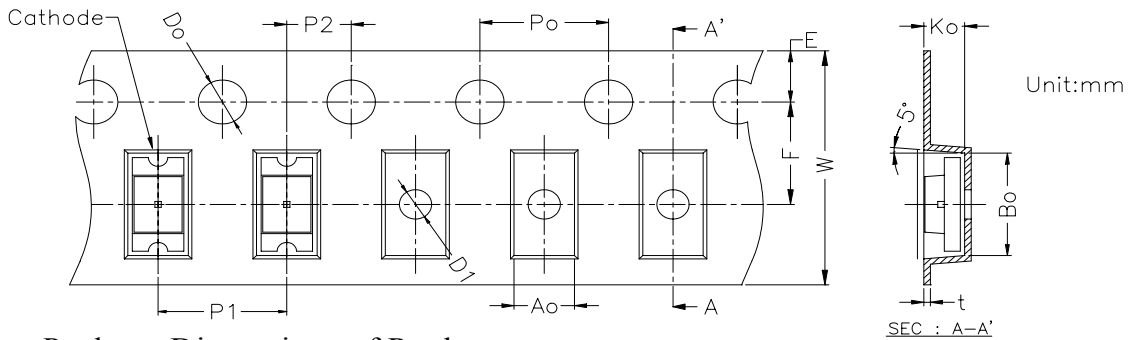 Cathode
Do
P2
Po
A'
E
Ko
Unit:mm
5°
F
W
Bo
D1
P1
Ao
A
t
SEC : A-A'